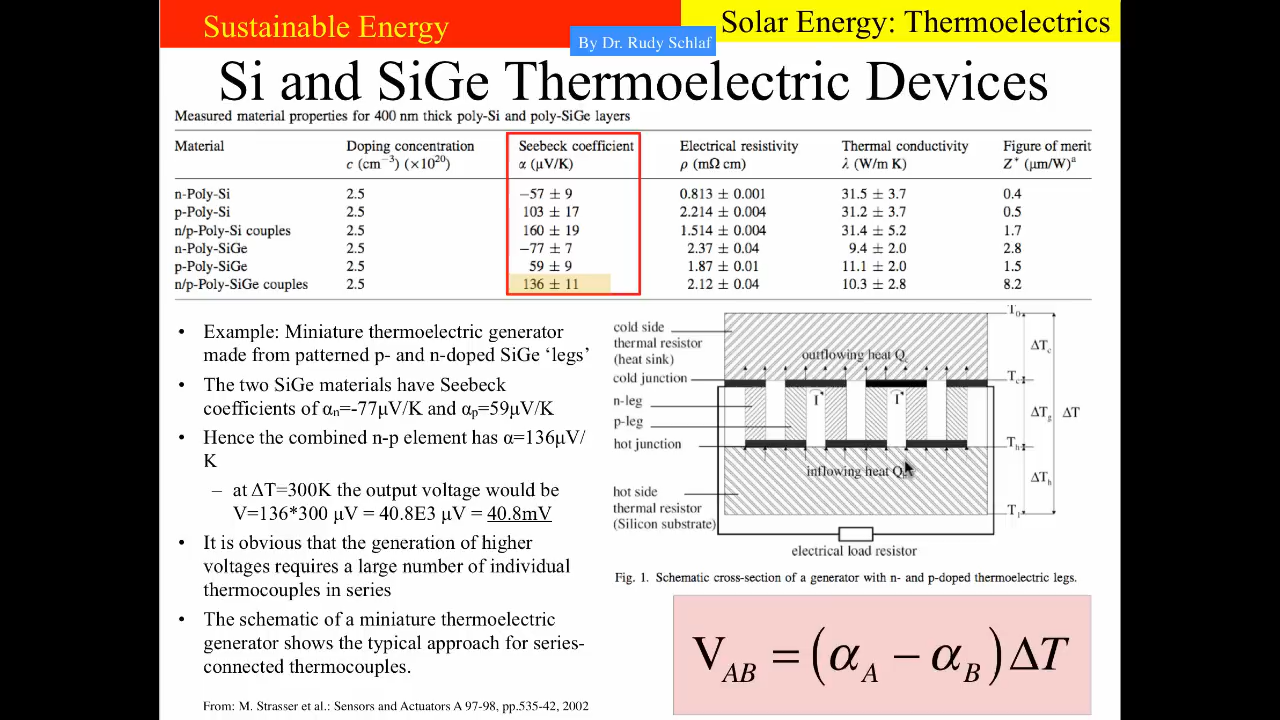 Sustainable Energy
Solar Energy: Thermoelectrics
By Dr. Rudy Schlaf
Si and SiGe Thermoelectric Devices
Measured material properties for 400 nm thick poly-Si and poly-SiGe layers
Material Doping concentration Seebeck coefficient Electrical resistivity Thermal conductivity Figure of merit
c (cm⁻³) (×10²⁰) α (μV/K) ρ (mΩ cm) λ (W/m K) Z⁺ (μm/W)ᵃ
n-Poly-Si 2.5 −57 ± 9 0.813 ± 0.001 31.5 ± 3.7 0.4
p-Poly-Si 2.5 103 ± 17 2.214 ± 0.004 31.2 ± 3.7 0.5
n/p-Poly-Si couples 2.5 160 ± 19 1.514 ± 0.004 31.4 ± 5.2 1.7
n-Poly-SiGe 2.5 −77 ± 7 2.37 ± 0.04 9.4 ± 2.0 2.8
p-Poly-SiGe 2.5 59 ± 9 1.87 ± 0.01 11.1 ± 2.0 1.5
n/p-Poly-SiGe couples 2.5 136 ± 11 2.12 ± 0.04 10.3 ± 2.8 8.2
• Example: Miniature thermoelectric generator
made from patterned p- and n-doped SiGe ‘legs’
• The two SiGe materials have Seebeck
coefficients of αn=-77μV/K and αp=59μV/K
• Hence the combined n-p element has α=136μV/
K
– at ΔT=300K the output voltage would be
V=136*300 μV = 40.8E3 μV = 40.8mV
• It is obvious that the generation of higher
voltages requires a large number of individual
thermocouples in series
• The schematic of a miniature thermoelectric
generator shows the typical approach for series-
connected thermocouples.
From: M. Strasser et al.: Sensors and Actuators A 97-98, pp.535-42, 2002
cold side
thermal resistor
(heat sink)
cold junction
n-leg
p-leg
hot junction
hot side
thermal resistor
(Silicon substrate)
outflowing heat Qc
I I
inflowing heat Q
electrical load resistor
T0
Tc
Th
T1
ΔTc
ΔTg
ΔT
ΔTh
Fig. 1. Schematic cross-section of a generator with n- and p-doped thermoelectric legs.
VAB = (αA − αB)ΔT